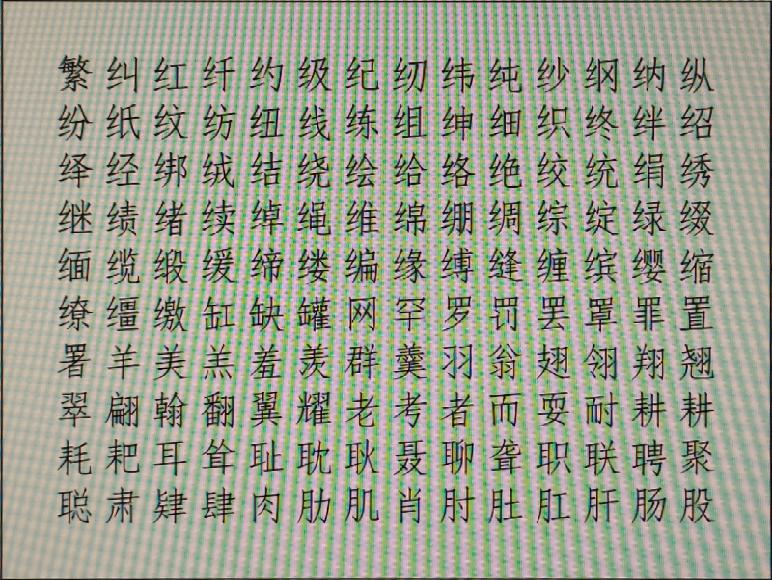 繁纠红纤约级纪纫纬纯纱纲纳纵
纷纸纹纺纽线练组绅细织终绊绍
绎经绑绒结绕绘给络绝绞统绢绣
继绩绪续绰绳维绵绷绸综绽绿缀
缅缆缎缓缔缕编缘缚缝缠缤缨缩
缭缰缴缸缺罐网罕罗罚罢罩罪置
署羊美羔羞羡群羹羽翁翅翎翔翘
翠翩翰翻翼耀老考者而耍耐耕耕
耗耙耳耸耻耽耿聂聊聋职联聘聚
聪肃肄肆肉肋肌肖肘肚肛肝肠股